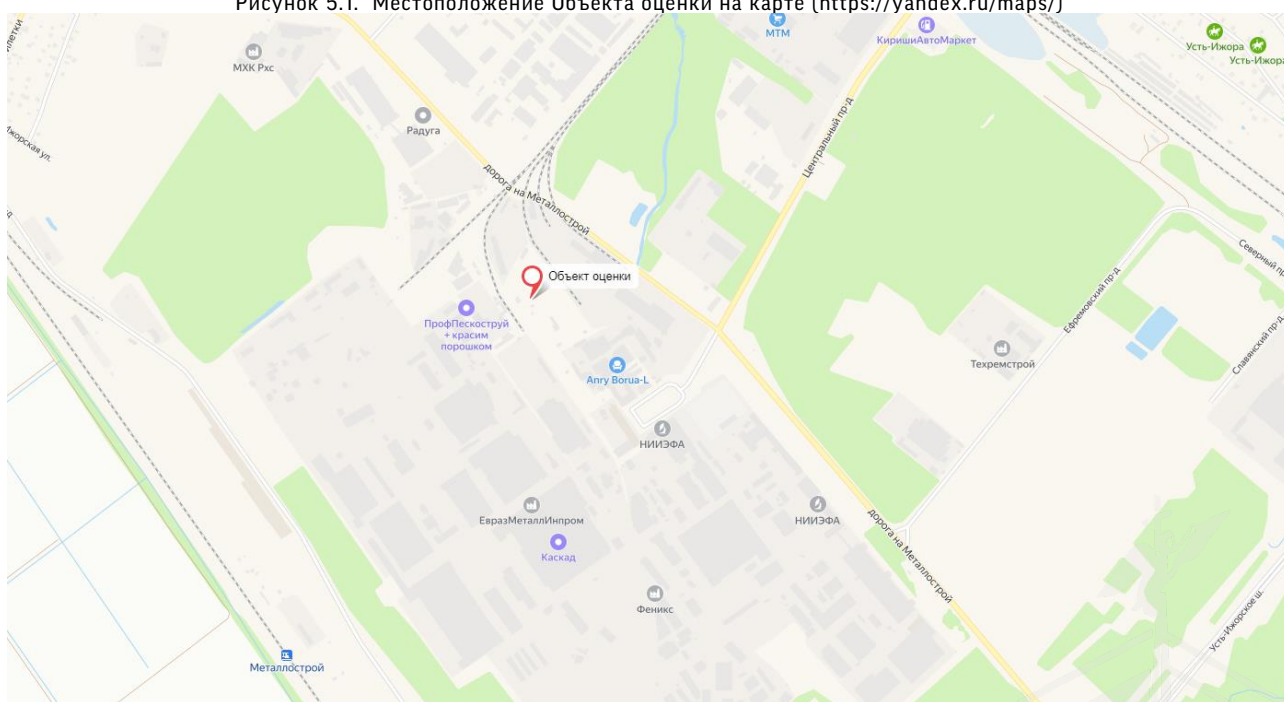 Рисунок 5.1. Местоположение Объекта оценки на карте (https://yandex.ru/maps/)
МТМ
КиришиАвтоМаркет
Усть-Ижора
Усть-Ижора
МХК Рхс
Радуга
Ижорская ул.
дорога на Металлострой
Центральный пр-д
Объект оценки
ПрофПескоструй
+ красим
порошком
Северный пр
Ефремовский пр-д
Славянский пр-д
Техремстрой
Anry Borua-L
НИИЭФА
ЕвразМеталлИнпром
Каскад
НИИЭФА
дорога на Металлострой
Феникс
Усть-Ижорское ш.
Металлострой